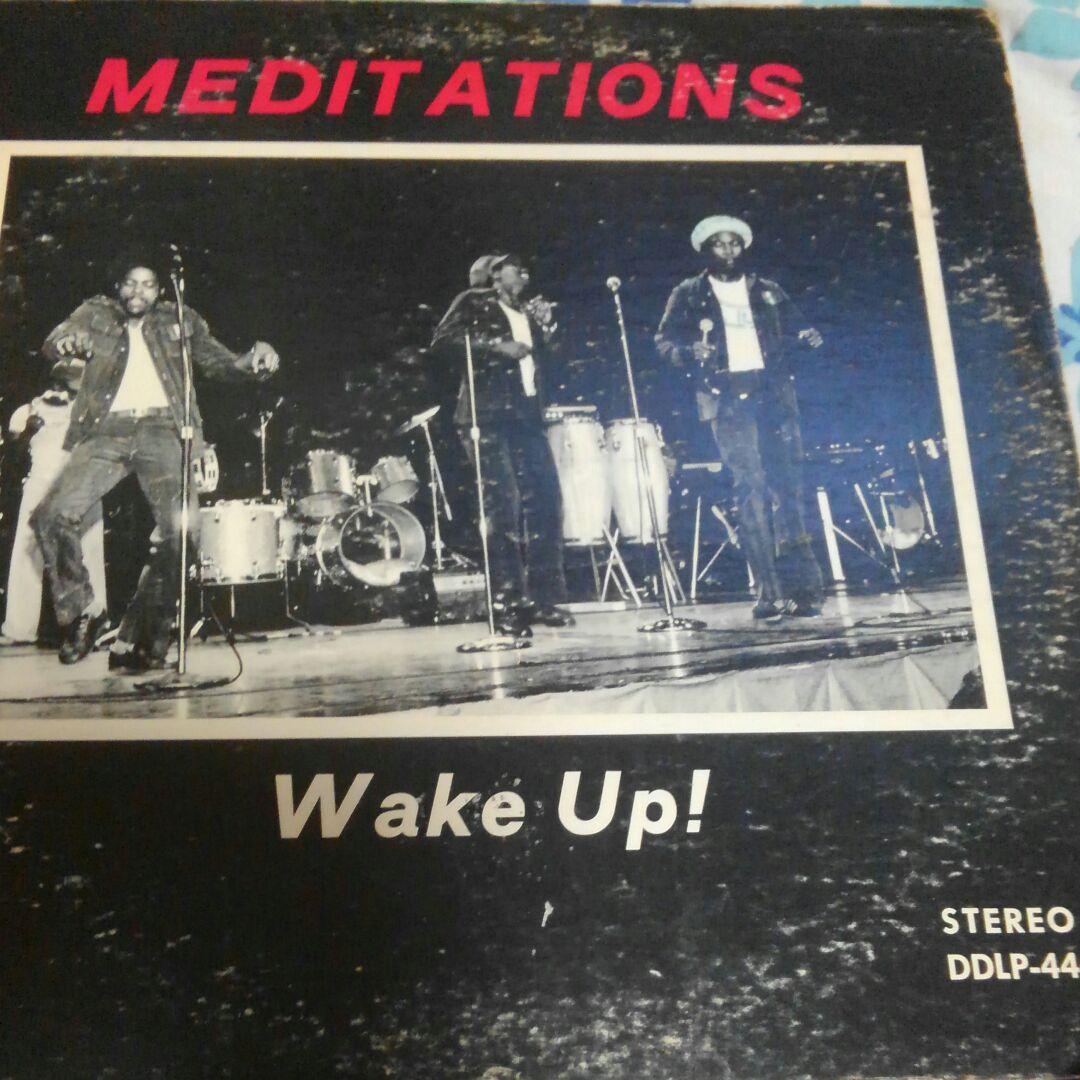 MEDITATIONS
Wake Up!
STEREO
DDLP-44